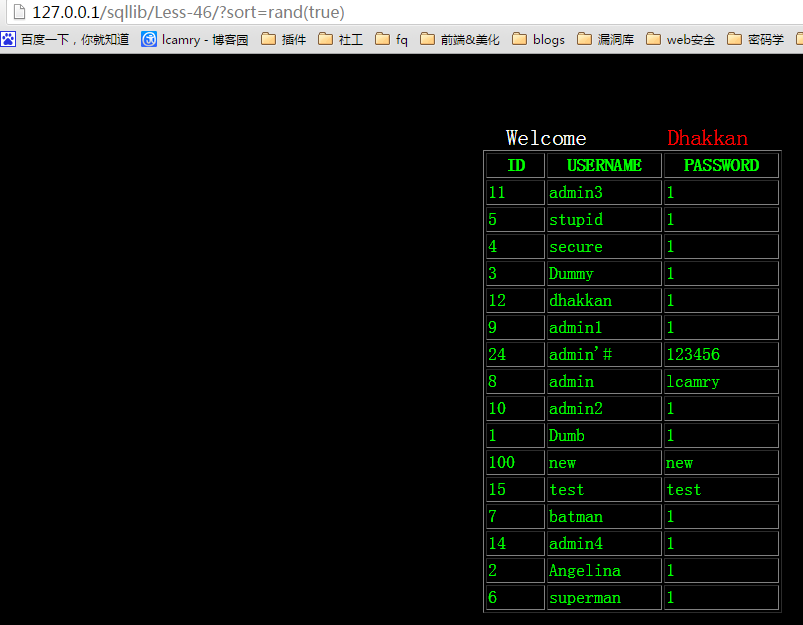 127.0.0.1/sqllib/Less-46/?sort=rand(true)
百度一下，你就知道 lcamry - 博客园 插件 社工 fq 前端&美化 blogs 漏洞库 web安全 密码学
Welcome Dhakkan
ID USERNAME PASSWORD
11 admin3 1
5 stupid 1
4 secure 1
3 Dummy 1
12 dhakkan 1
9 admin1 1
24 admin'# 123456
8 admin lcamry
10 admin2 1
1 Dumb 1
100 new new
15 test test
7 batman 1
14 admin4 1
2 Angelina 1
6 superman 1